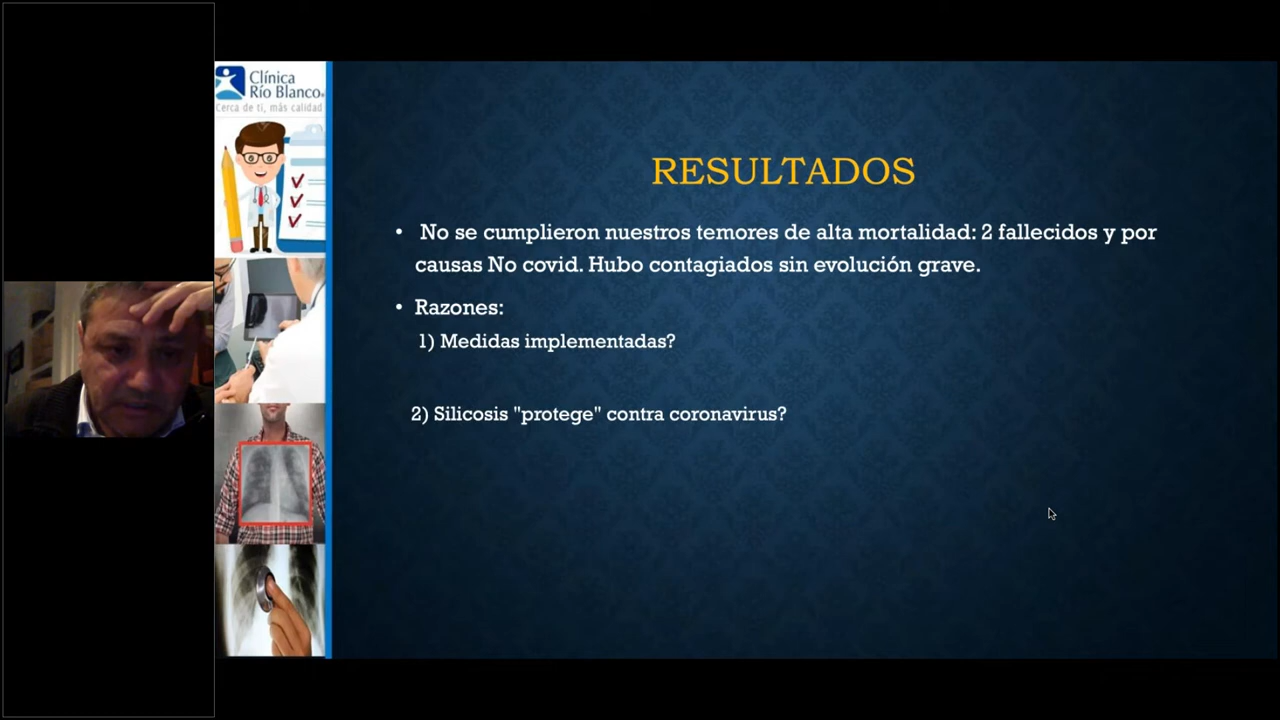 Clínica
Río Blanco
Cerca de ti, más calidad
RESULTADOS
• No se cumplieron nuestros temores de alta mortalidad: 2 fallecidos y por
causas No covid. Hubo contagiados sin evolución grave.
• Razones:
1) Medidas implementadas?
2) Silicosis "protege" contra coronavirus?